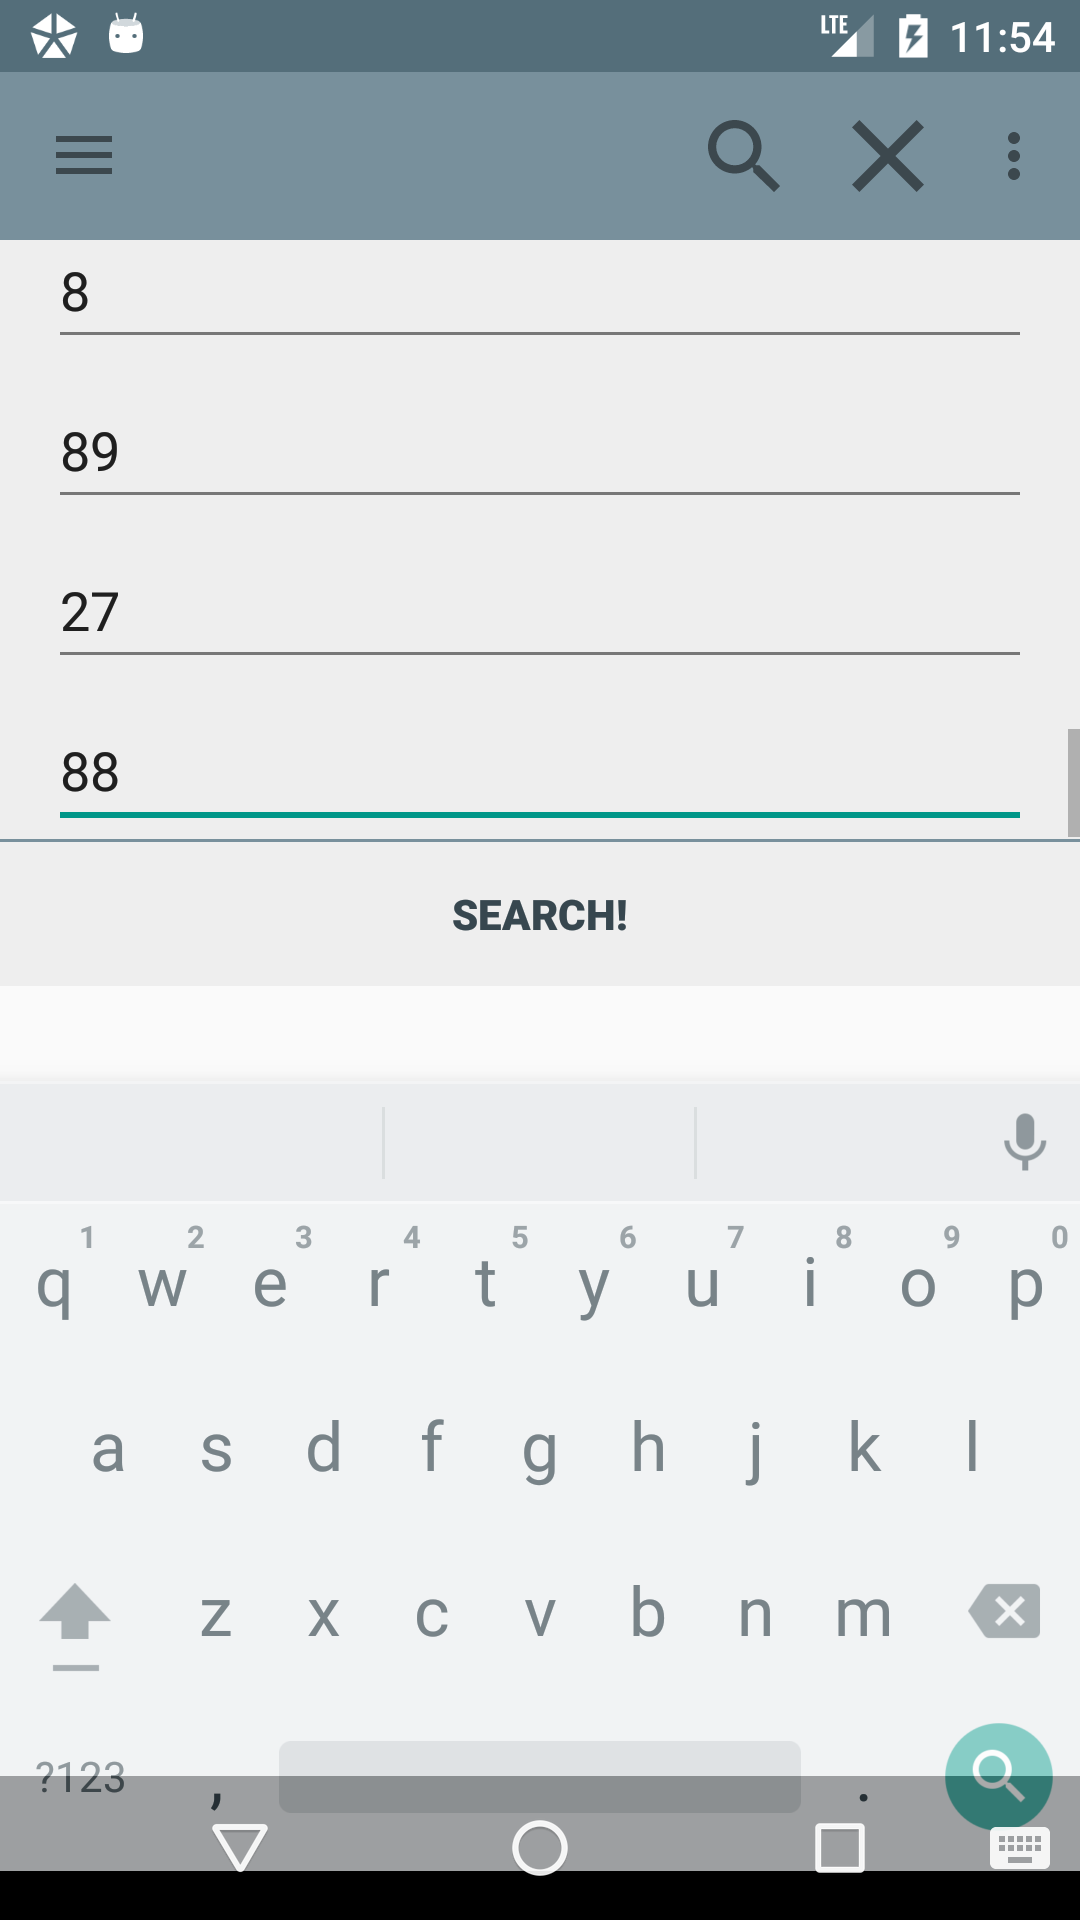 LTE 11:54
8
89
27
88
SEARCH!
1 2 3 4 5 6 7 8 9 0
q w e r t y u i o p
a s d f g h j k l
z x c v b n m
?123 , .